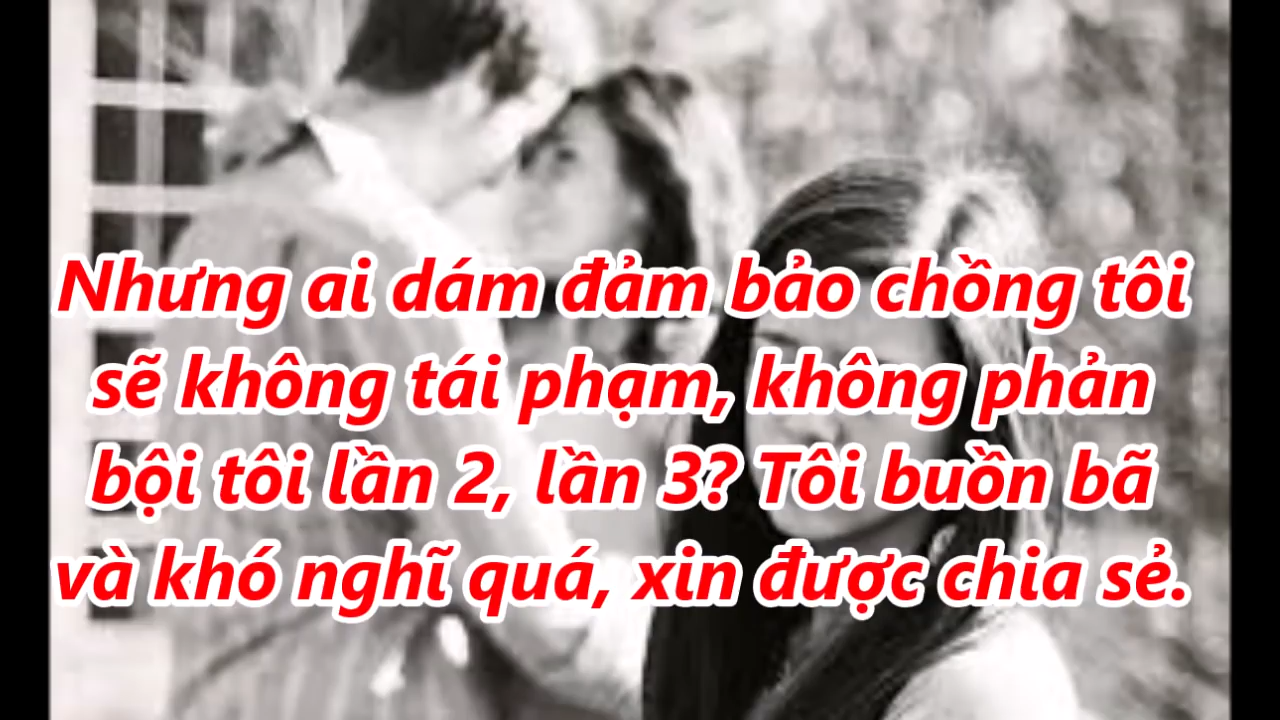 Nhưng ai dám đảm bảo chồng tôi
sẽ không tái phạm, không phản
bội tôi lần 2, lần 3? Tôi buồn bã
và khó nghĩ quá, xin được chia sẻ.